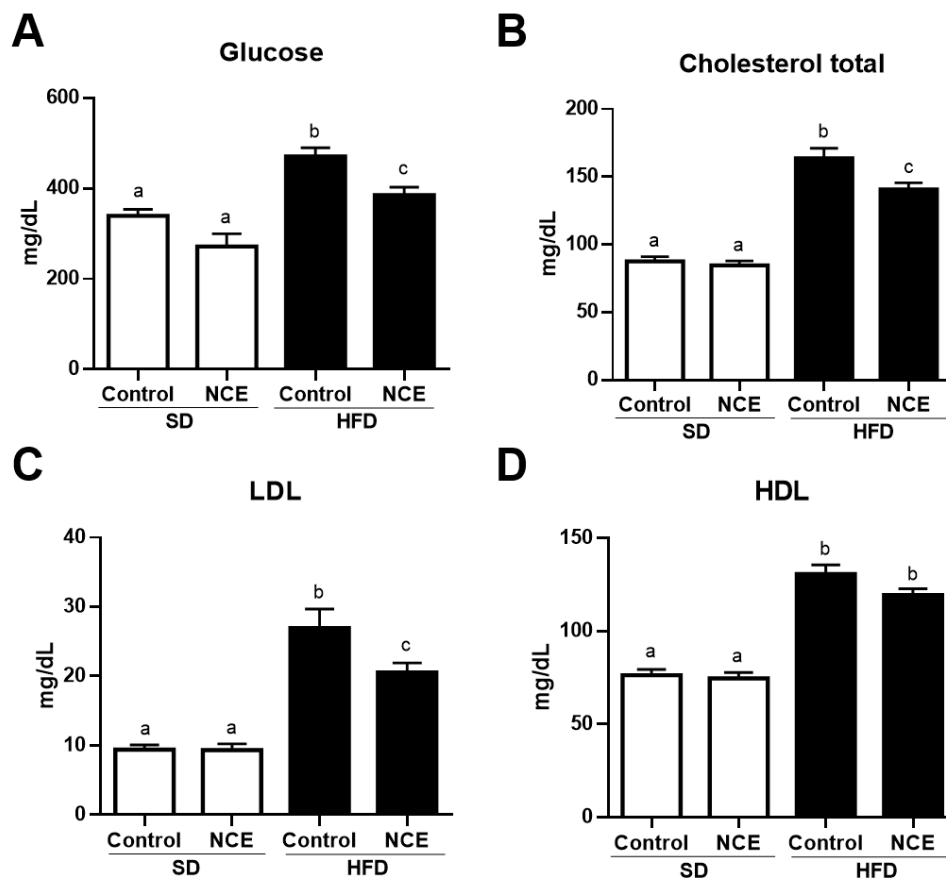 A
Glucose
600
400
200
0
mg/dL
a
a
b
c
Control NCE Control NCE
SD HFD
B
Cholesterol total
200
150
100
50
0
mg/dL
a
a
b
c
Control NCE Control NCE
SD HFD
C
LDL
40
30
20
10
0
mg/dL
a
a
b
c
Control NCE Control NCE
SD HFD
D
HDL
150
100
50
0
mg/dL
a
a
b
b
Control NCE Control NCE
SD HFD